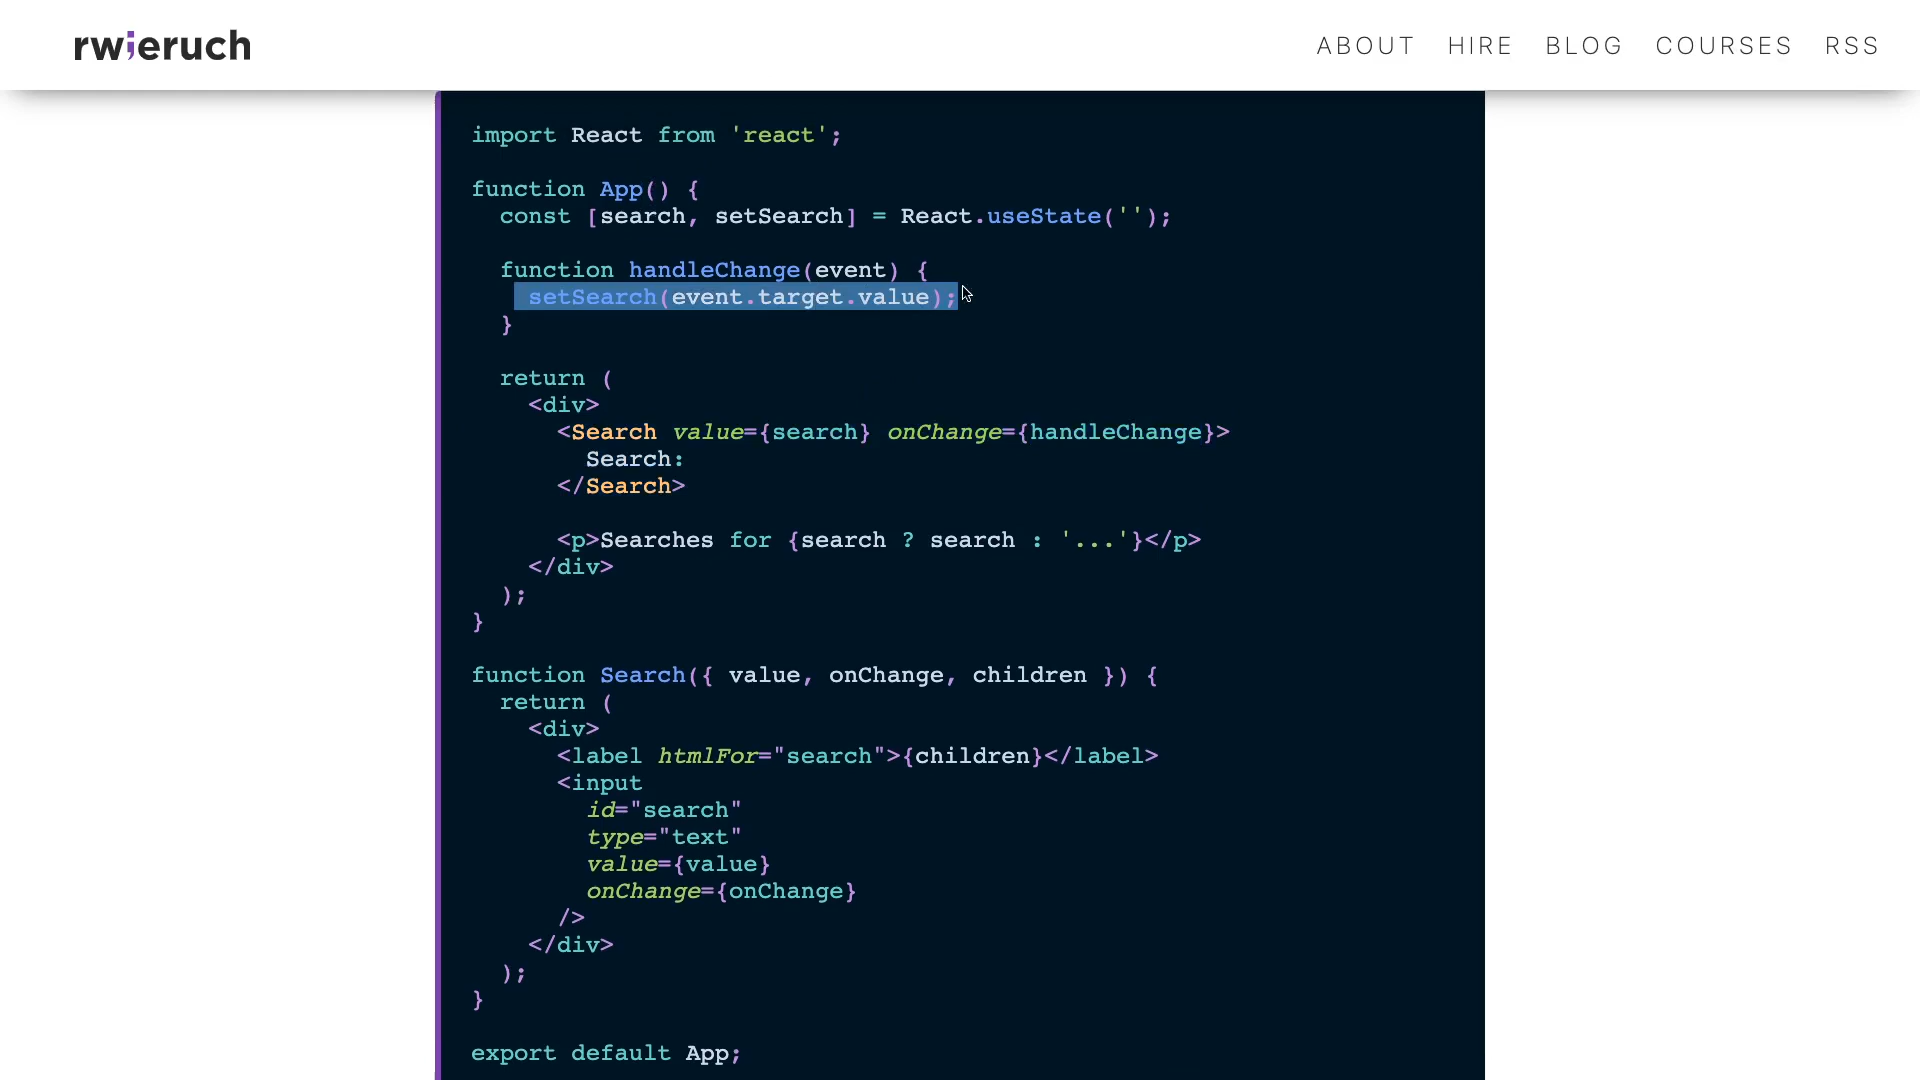 rwieruch
ABOUT HIRE BLOG COURSES RSS
import React from 'react';
function App() {
  const [search, setSearch] = React.useState('');
  function handleChange(event) {
    setSearch(event.target.value);
  }
  return (
    <div>
      <Search value={search} onChange={handleChange}>
        Search:
      </Search>
      <p>Searches for {search ? search : '...'}</p>
    </div>
  );
}
function Search({ value, onChange, children }) {
  return (
    <div>
      <label htmlFor="search">{children}</label>
      <input
        id="search"
        type="text"
        value={value}
        onChange={onChange}
      />
    </div>
  );
}
export default App;